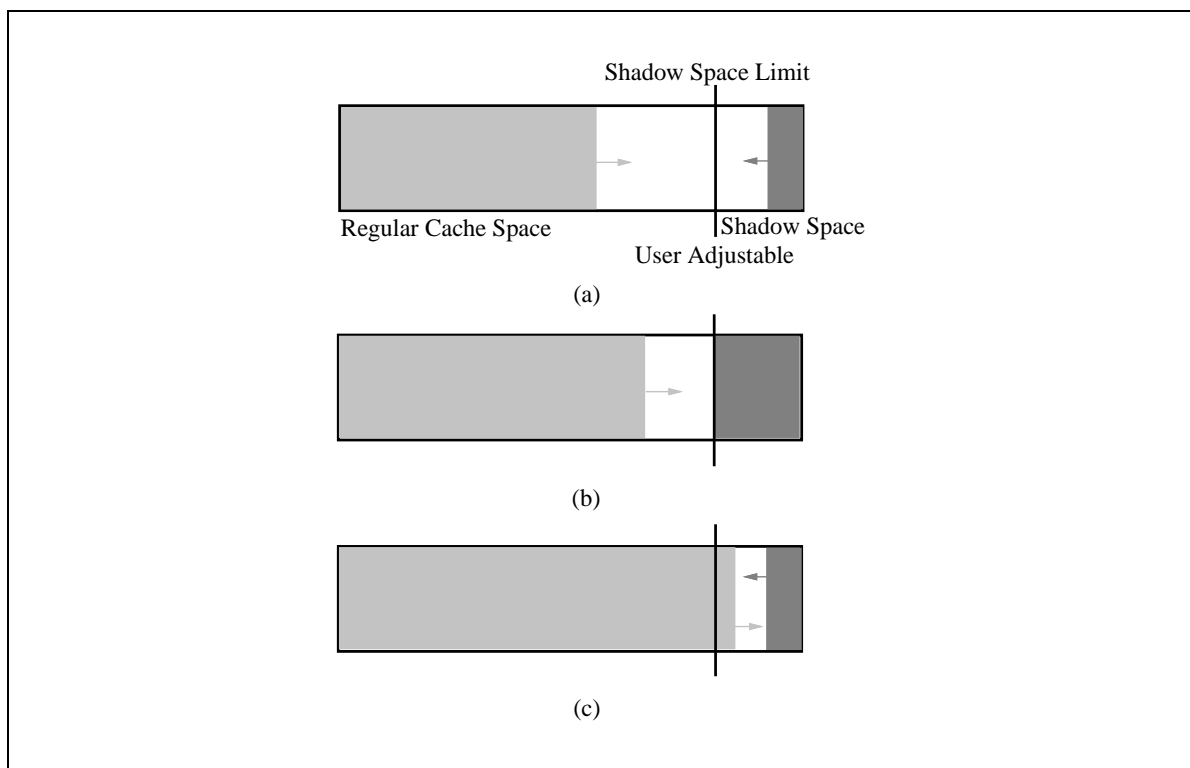 Shadow Space Limit
Regular Cache Space
Shadow Space
User Adjustable
(a)
(b)
(c)